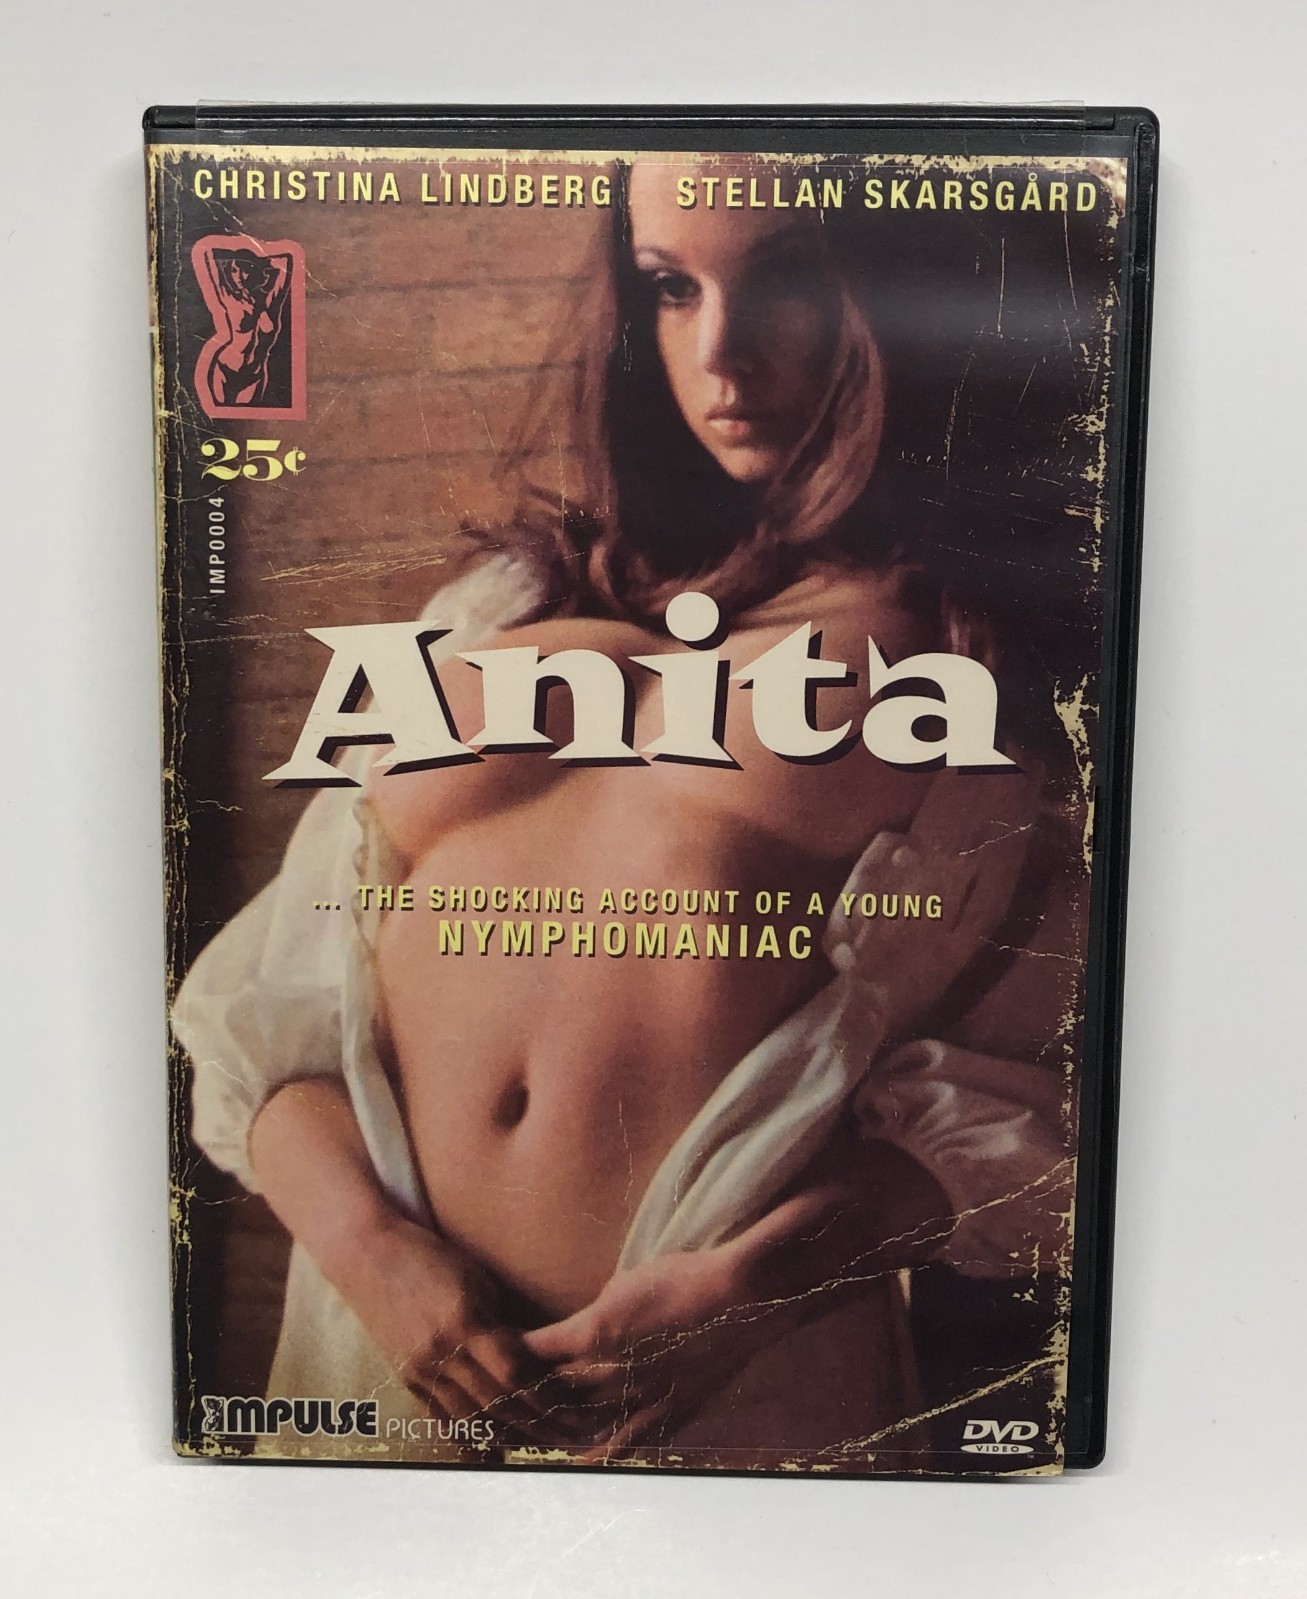 CHRISTINA LINDBERG STELLAN SKARSGÅRD
25¢
IMP0004
Anita
... THE SHOCKING ACCOUNT OF A YOUNG
NYMPHOMANIAC
IMPULSE PICTURES
DVD
VIDEO